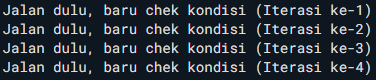 Jalan dulu, baru chek kondisi (Iterasi ke-1)
Jalan dulu, baru chek kondisi (Iterasi ke-2)
Jalan dulu, baru chek kondisi (Iterasi ke-3)
Jalan dulu, baru chek kondisi (Iterasi ke-4)